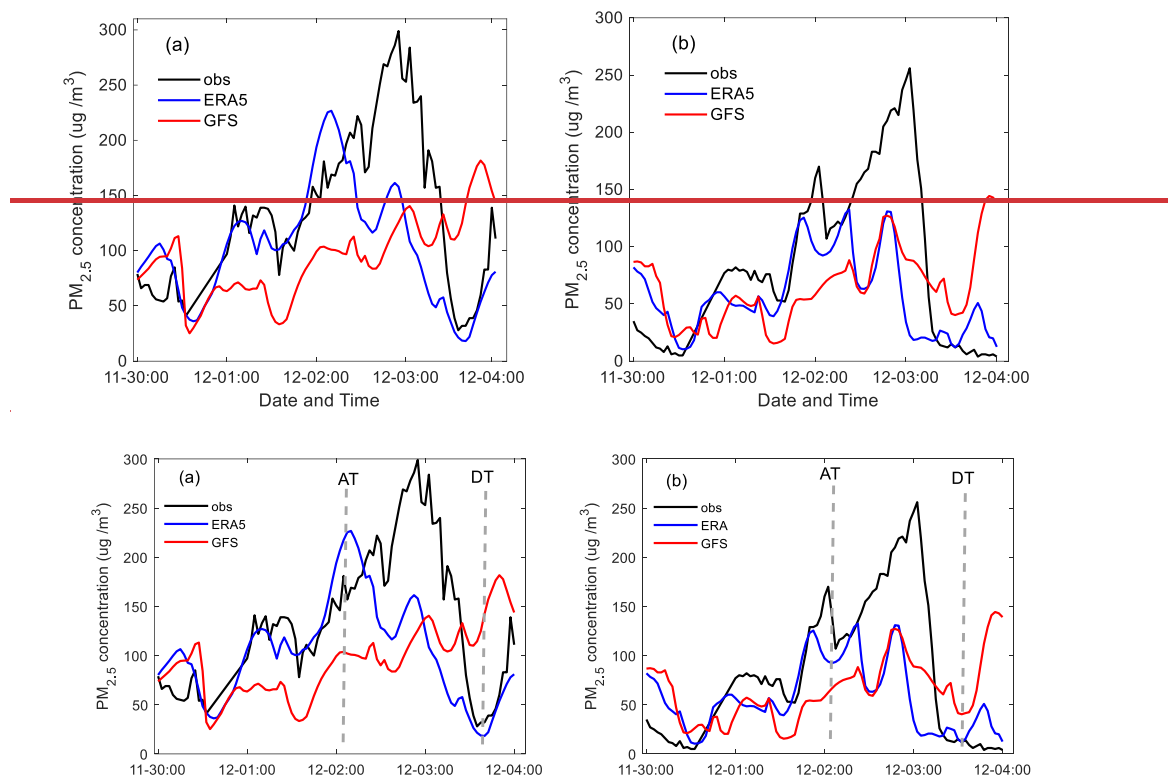 (a)
obs
ERA5
GFS
PM2.5 concentration (ug /m3)
300
250
200
150
100
50
0
11-30:00 12-01:00 12-02:00 12-03:00 12-04:00
Date and Time
(b)
obs
ERA5
GFS
PM2.5 concentration (ug /m3)
300
250
200
150
100
50
0
11-30:00 12-01:00 12-02:00 12-03:00 12-04:00
Date and Time
(a)
AT
DT
obs
ERA5
GFS
PM2.5 concentration (ug /m3)
300
250
200
150
100
50
0
11-30:00 12-01:00 12-02:00 12-03:00 12-04:00
(b)
AT
DT
obs
ERA
GFS
PM2.5 concentration (ug /m3)
300
250
200
150
100
50
0
11-30:00 12-01:00 12-02:00 12-03:00 12-04:00